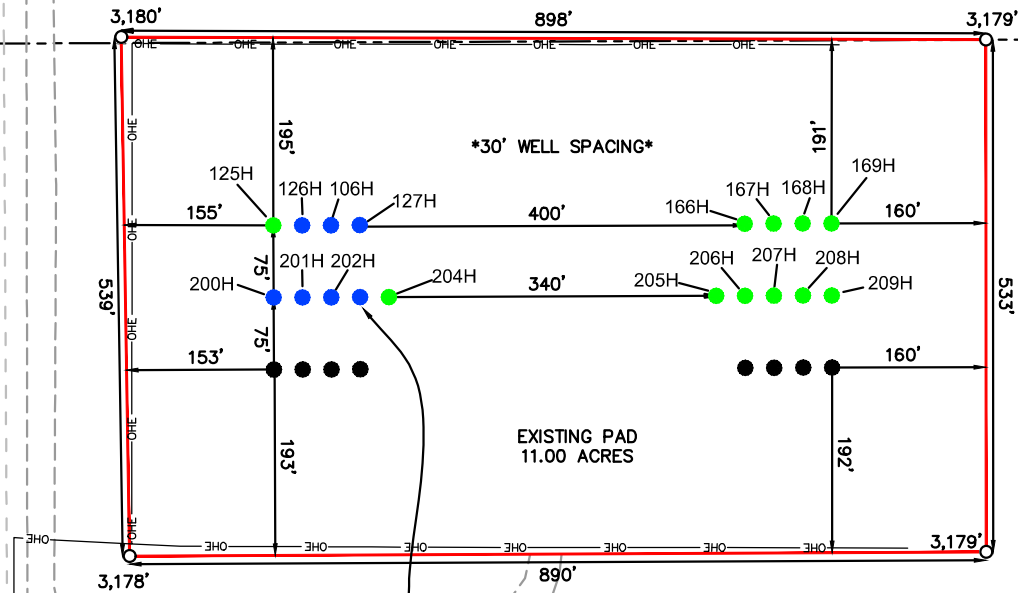 3,180'
898'
3,179'
OHE OHE OHE OHE OHE OHE OHE
OHE
195'
*30' WELL SPACING*
191'
125H
126H
106H
127H
166H
167H
168H
169H
OHE
155'
400'
160'
75'
200H
201H
202H
204H
205H
206H
207H
208H
209H
539'
340'
533'
OHE
75'
153'
160'
OHE
EXISTING PAD
11.00 ACRES
193'
192'
OHE
OHE OHE OHE OHE OHE OHE OHE OHE
3,179'
3,178'
890'